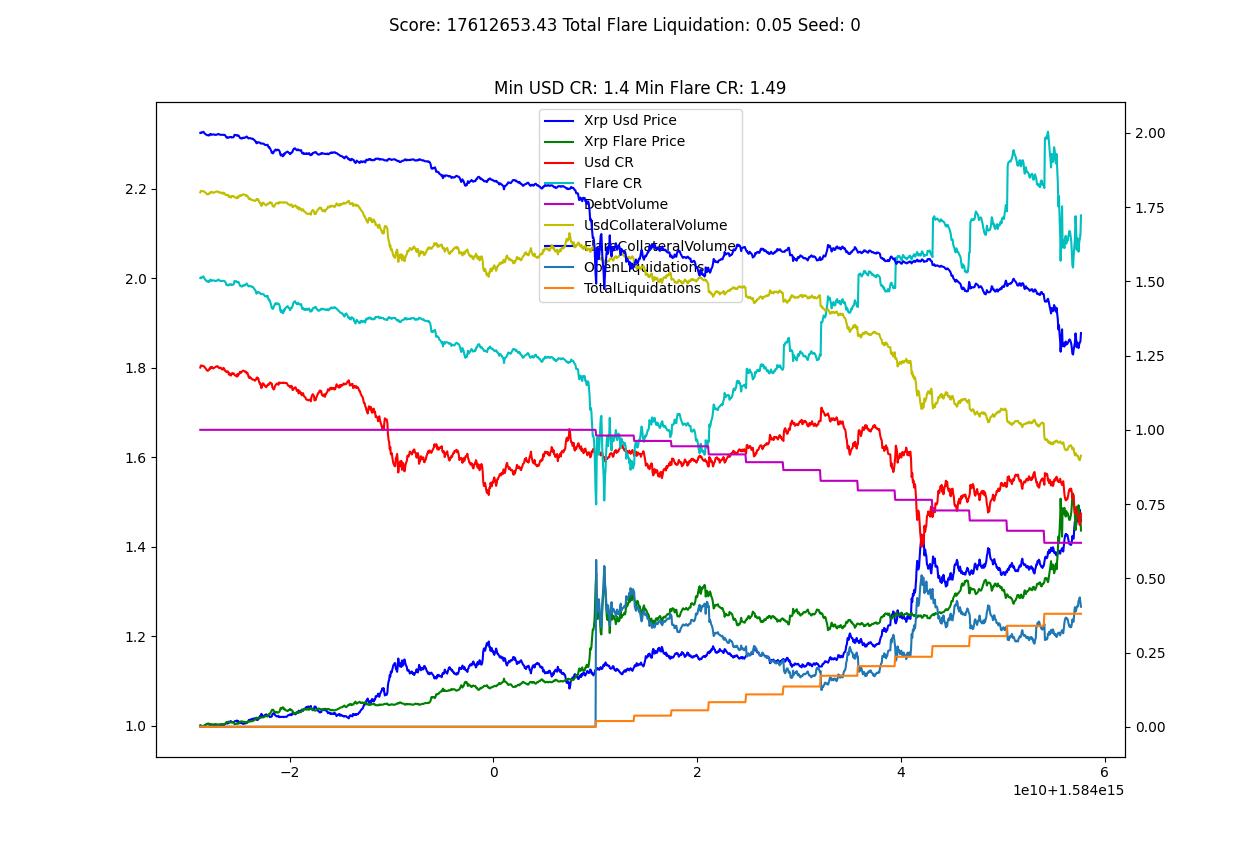 Score: 17612653.43 Total Flare Liquidation: 0.05 Seed: 0
Min USD CR: 1.4 Min Flare CR: 1.49
Xrp Usd Price
Xrp Flare Price
Usd CR
Flare CR
DebtVolume
UsdCollateralVolume
FlareCollateralVolume
OpenLiquidations
TotalLiquidations
2.2
2.0
1.8
1.6
1.4
1.2
1.0
2.00
1.75
1.50
1.25
1.00
0.75
0.50
0.25
0.00
−2 0 2 4 6
1e10+1.584e15